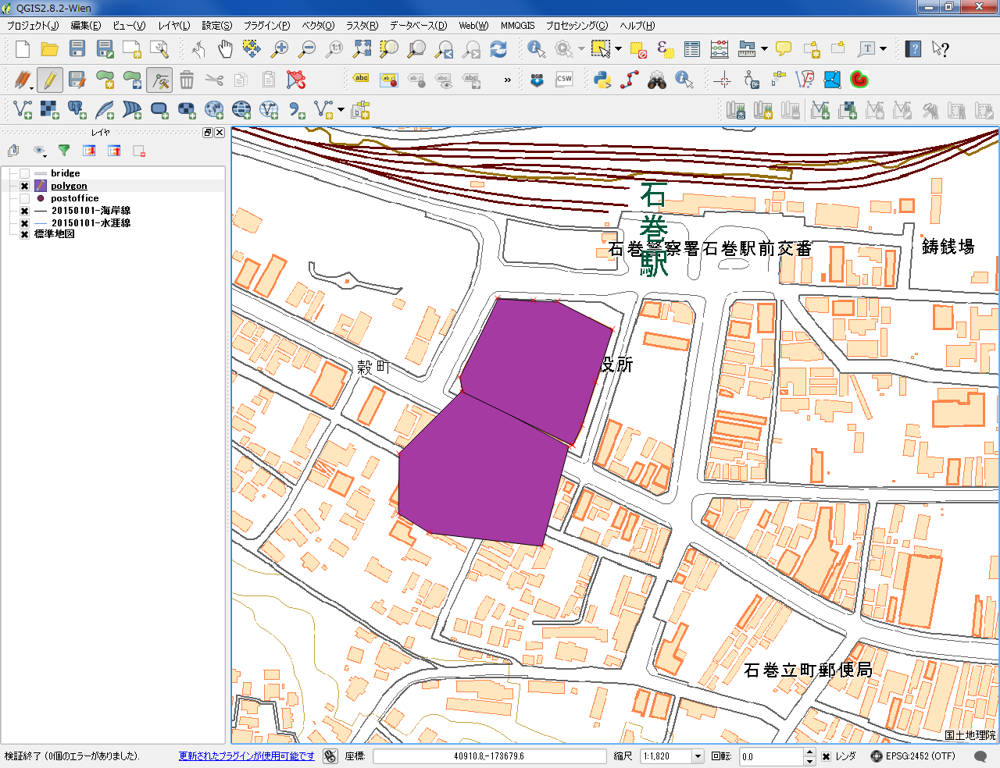 QGIS2.8.2-Wien
プロジェクト(J) 編集(E) ビュー(V) レイヤ(L) 設定(S) プラグイン(P) ベクタ(O) ラスタ(R) データベース(D) Web(W) MMQGIS プロセッシング(C) ヘルプ(H)
1:1
T
?
abc ab abc abc » OGR CSW
レイヤ
bridge
polygon
postoffice
20150101-海岸線
20150101-水涯線
標準地図
石巻駅
石巻警察署石巻駅前交番
鋳銭場
穀町
役所
石巻立町郵便局
国土地理院
検証終了 (0個のエラーがありました). 更新されたプラグインが使用可能です 座標: 40910.8,-173679.6 縮尺 1:1,820 回転: 0.0 レンダ EPSG:2452 (OTF)